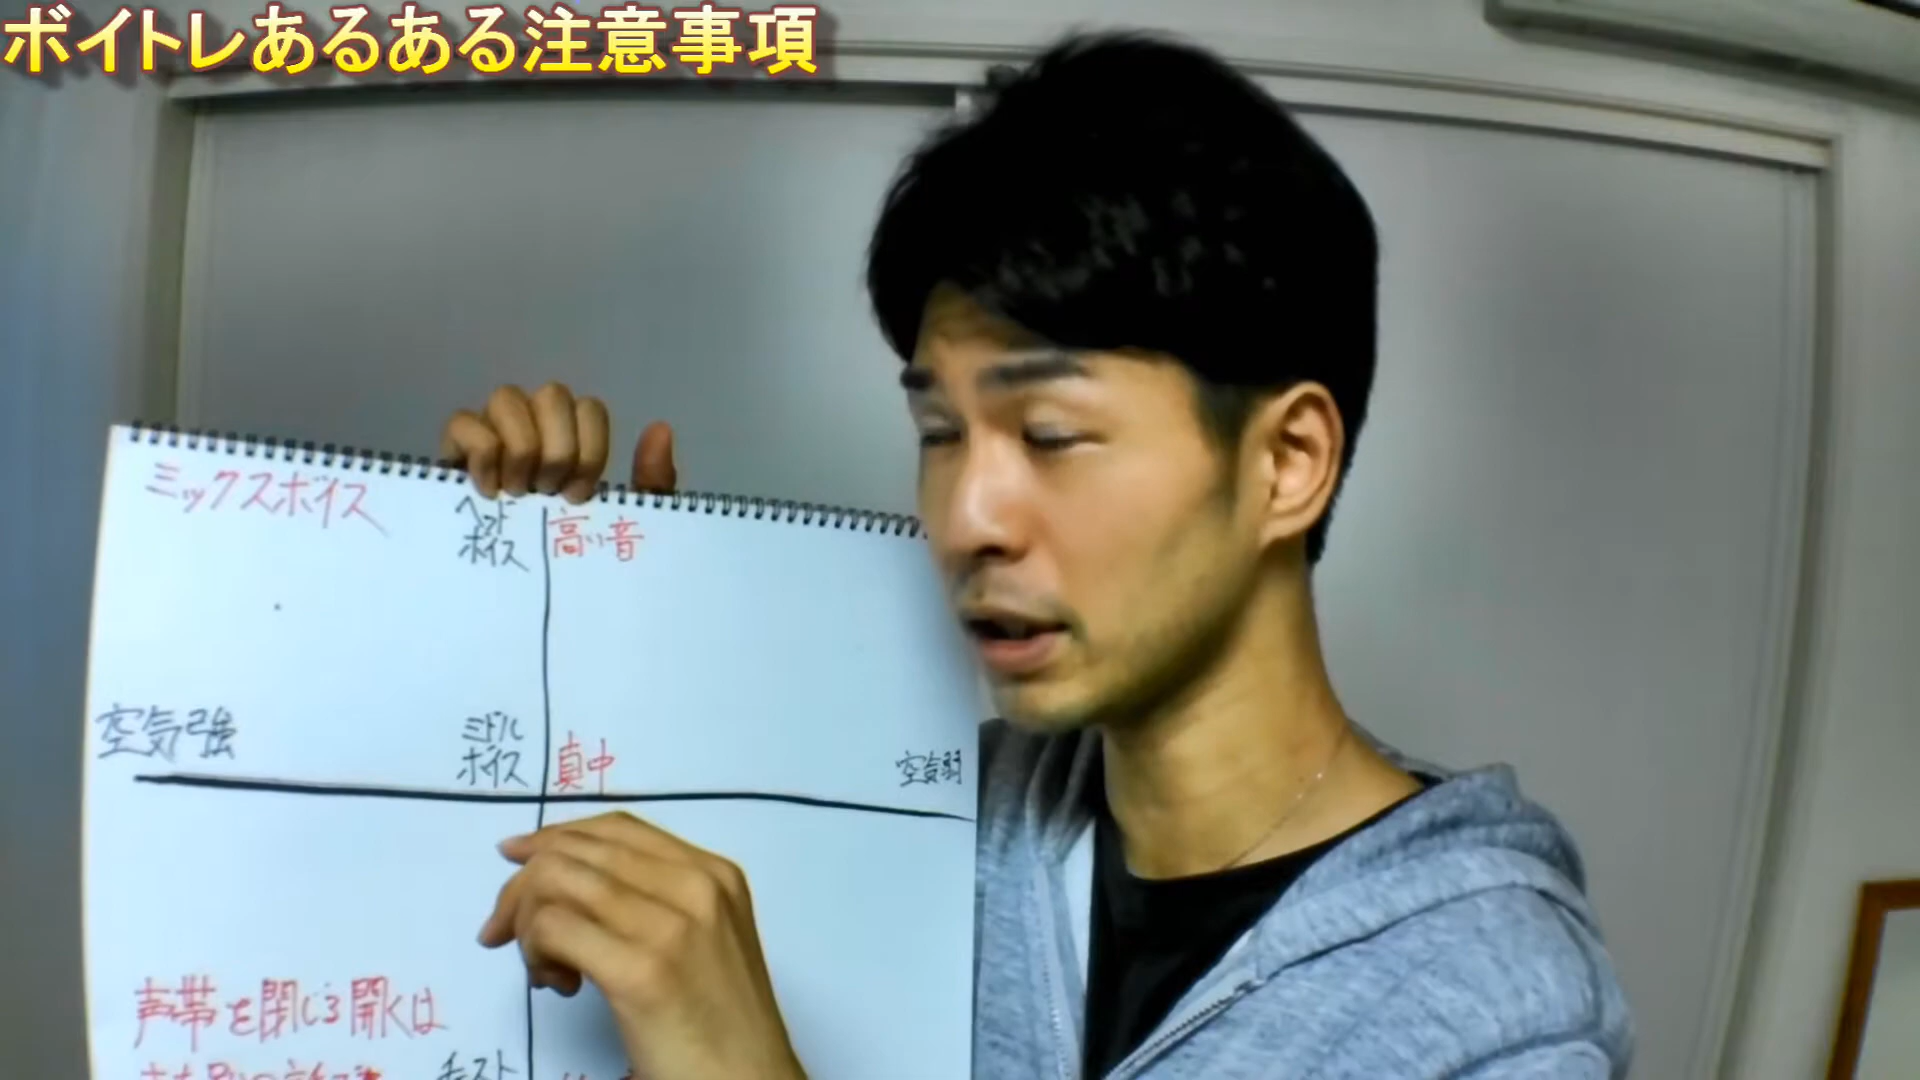 ボイトレあるある注意事項
ミックスボイス
ヘッド
ボイス
高い音
空気強
ミドル
ボイス
真中
空気弱
声帯を閉じる開くは
チェスト